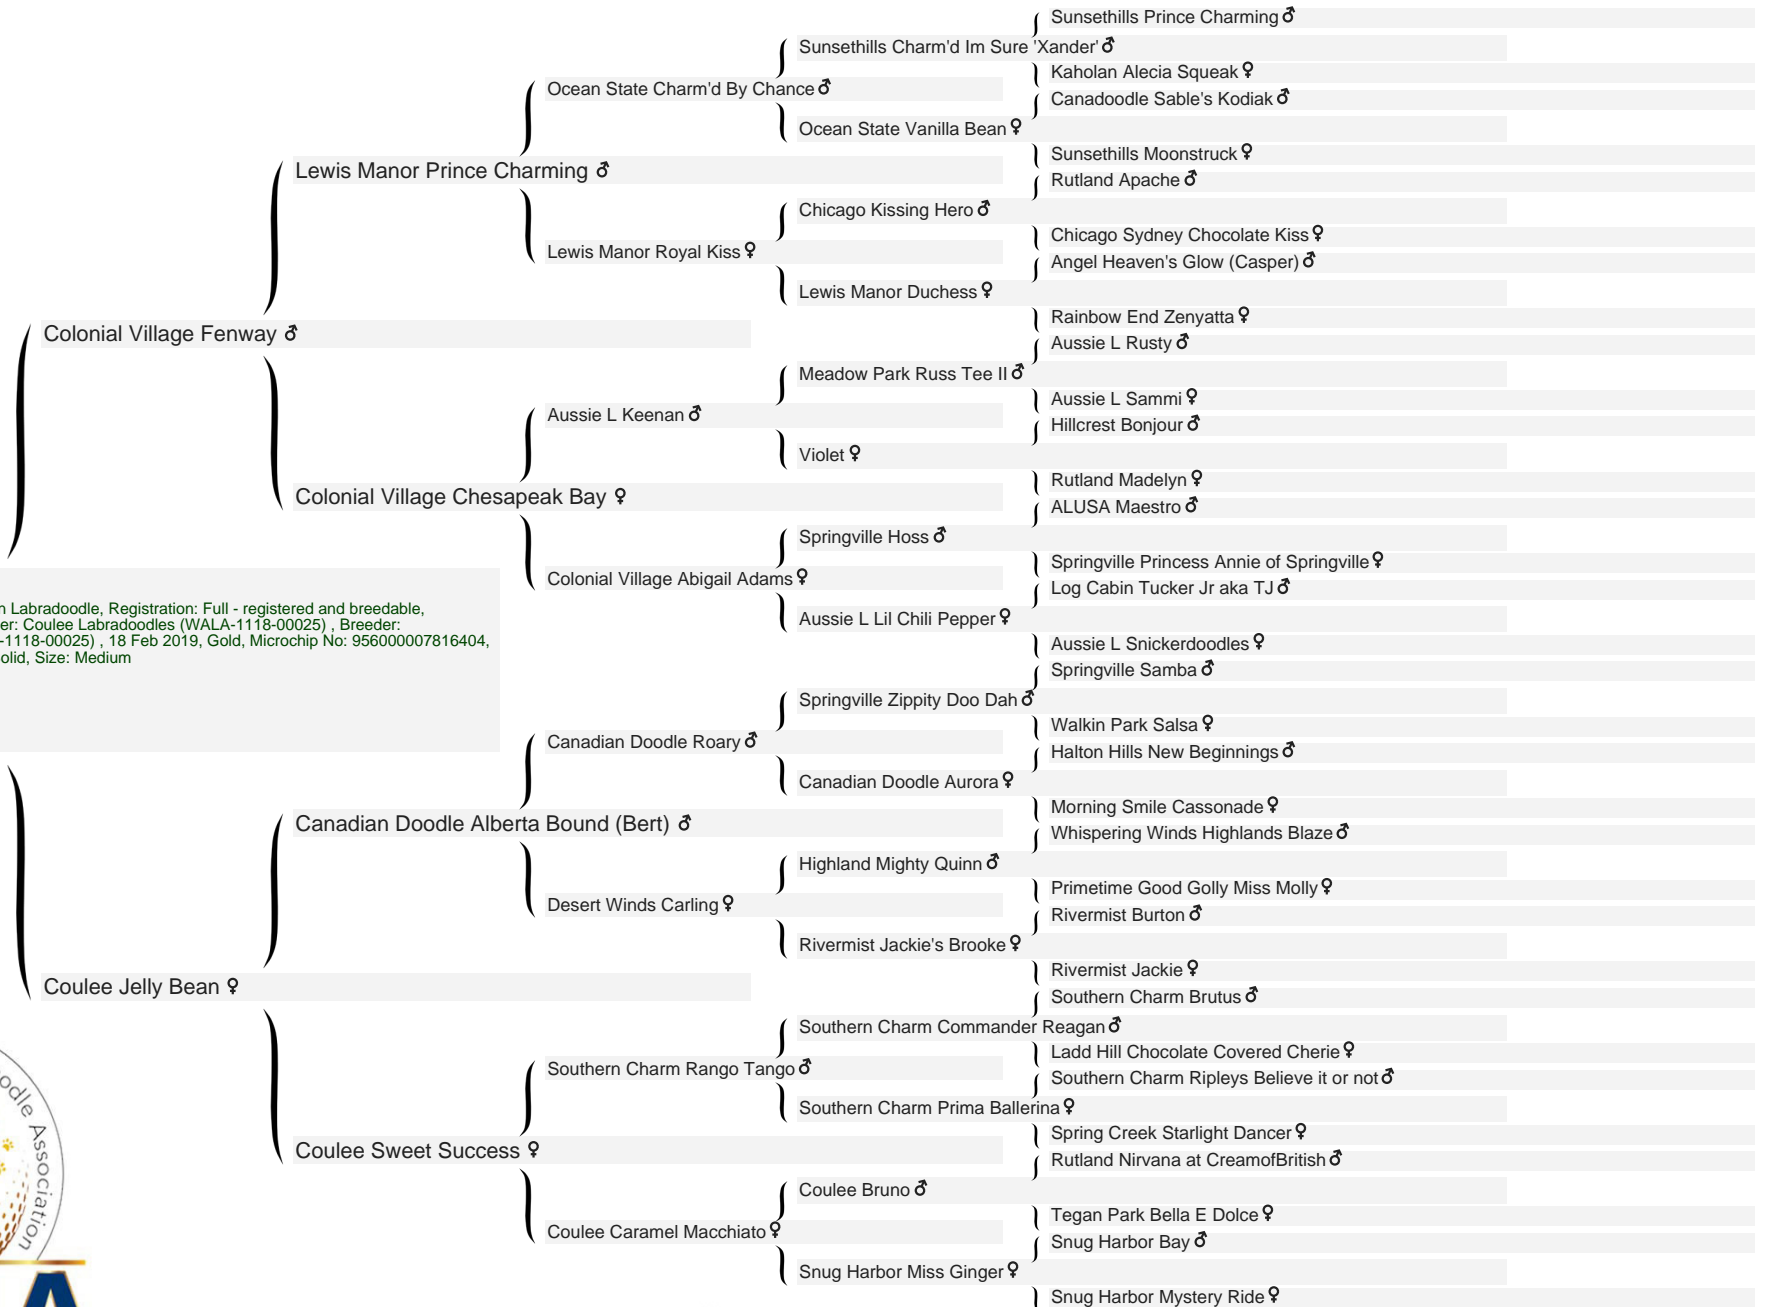 Sunsethills Prince Charming ♂
Sunsethills Charm'd Im Sure 'Xander' ♂
Kaholan Alecia Squeak ♀
Ocean State Charm'd By Chance ♂
Canadoodle Sable's Kodiak ♂
Ocean State Vanilla Bean ♀
Sunsethills Moonstruck ♀
Lewis Manor Prince Charming ♂
Rutland Apache ♂
Chicago Kissing Hero ♂
Chicago Sydney Chocolate Kiss ♀
Lewis Manor Royal Kiss ♀
Angel Heaven's Glow (Casper) ♂
Lewis Manor Duchess ♀
Rainbow End Zenyatta ♀
Colonial Village Fenway ♂
Aussie L Rusty ♂
Meadow Park Russ Tee II ♂
Aussie L Sammi ♀
Aussie L Keenan ♂
Hillcrest Bonjour ♂
Violet ♀
Rutland Madelyn ♀
Colonial Village Chesapeak Bay ♀
ALUSA Maestro ♂
Springville Hoss ♂
Springville Princess Annie of Springville ♀
Colonial Village Abigail Adams ♀
Log Cabin Tucker Jr aka TJ ♂
Aussie L Lil Chili Pepper ♀
Aussie L Snickerdoodles ♀
Labradoodle, Registration: Full - registered and breedable,
er: Coulee Labradoodles (WALA-1118-00025) , Breeder:
-1118-00025) , 18 Feb 2019, Gold, Microchip No: 956000007816404,
olid, Size: Medium
Springville Samba ♂
Springville Zippity Doo Dah ♂
Walkin Park Salsa ♀
Canadian Doodle Roary ♂
Halton Hills New Beginnings ♂
Canadian Doodle Aurora ♀
Morning Smile Cassonade ♀
Canadian Doodle Alberta Bound (Bert) ♂
Whispering Winds Highlands Blaze ♂
Highland Mighty Quinn ♂
Primetime Good Golly Miss Molly ♀
Desert Winds Carling ♀
Rivermist Burton ♂
Rivermist Jackie's Brooke ♀
Rivermist Jackie ♀
Coulee Jelly Bean ♀
Southern Charm Brutus ♂
Southern Charm Commander Reagan ♂
Ladd Hill Chocolate Covered Cherie ♀
Southern Charm Rango Tango ♂
Southern Charm Ripleys Believe it or not ♂
Southern Charm Prima Ballerina ♀
Spring Creek Starlight Dancer ♀
Coulee Sweet Success ♀
Rutland Nirvana at CreamofBritish ♂
Coulee Bruno ♂
Tegan Park Bella E Dolce ♀
Coulee Caramel Macchiato ♀
Snug Harbor Bay ♂
Snug Harbor Miss Ginger ♀
Snug Harbor Mystery Ride ♀
oodle Association
A